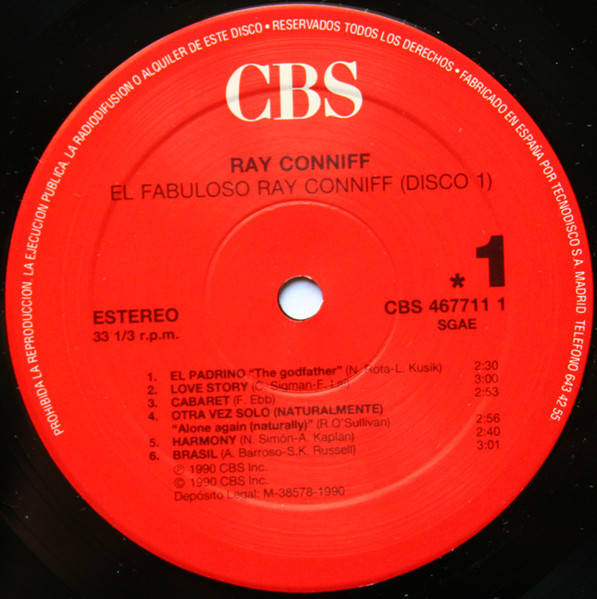 PROHIBIDA LA REPRODUCCION, LA EJECUCION PUBLICA, LA RADIODIFUSION O ALQUILER DE ESTE DISCO • RESERVADOS TODOS LOS DERECHOS • FABRICADO EN ESPAÑA POR TECNODISCO S.A. MADRID TELEFONO 643 42 55
CBS
RAY CONNIFF
EL FABULOSO RAY CONNIFF (DISCO 1)
* 1
ESTEREO
33 1/3 r.p.m.
CBS 467711 1
SGAE
1. EL PADRINO "The godfather" (N. Rota-L. Kusik) 2:30
2. LOVE STORY (C. Sigman-F. Lai) 3:00
3. CABARET (F. Ebb) 2:53
4. OTRA VEZ SOLO (NATURALMENTE)
"Alone again (naturally)" (R.O'Sullivan) 2:56
5. HARMONY (N. Simón-A. Kaplan) 2:40
6. BRASIL (A. Barroso-S.K. Russell) 3:01
℗ 1990 CBS Inc.
© 1990 CBS Inc.
Depósito Legal: M-38578-1990